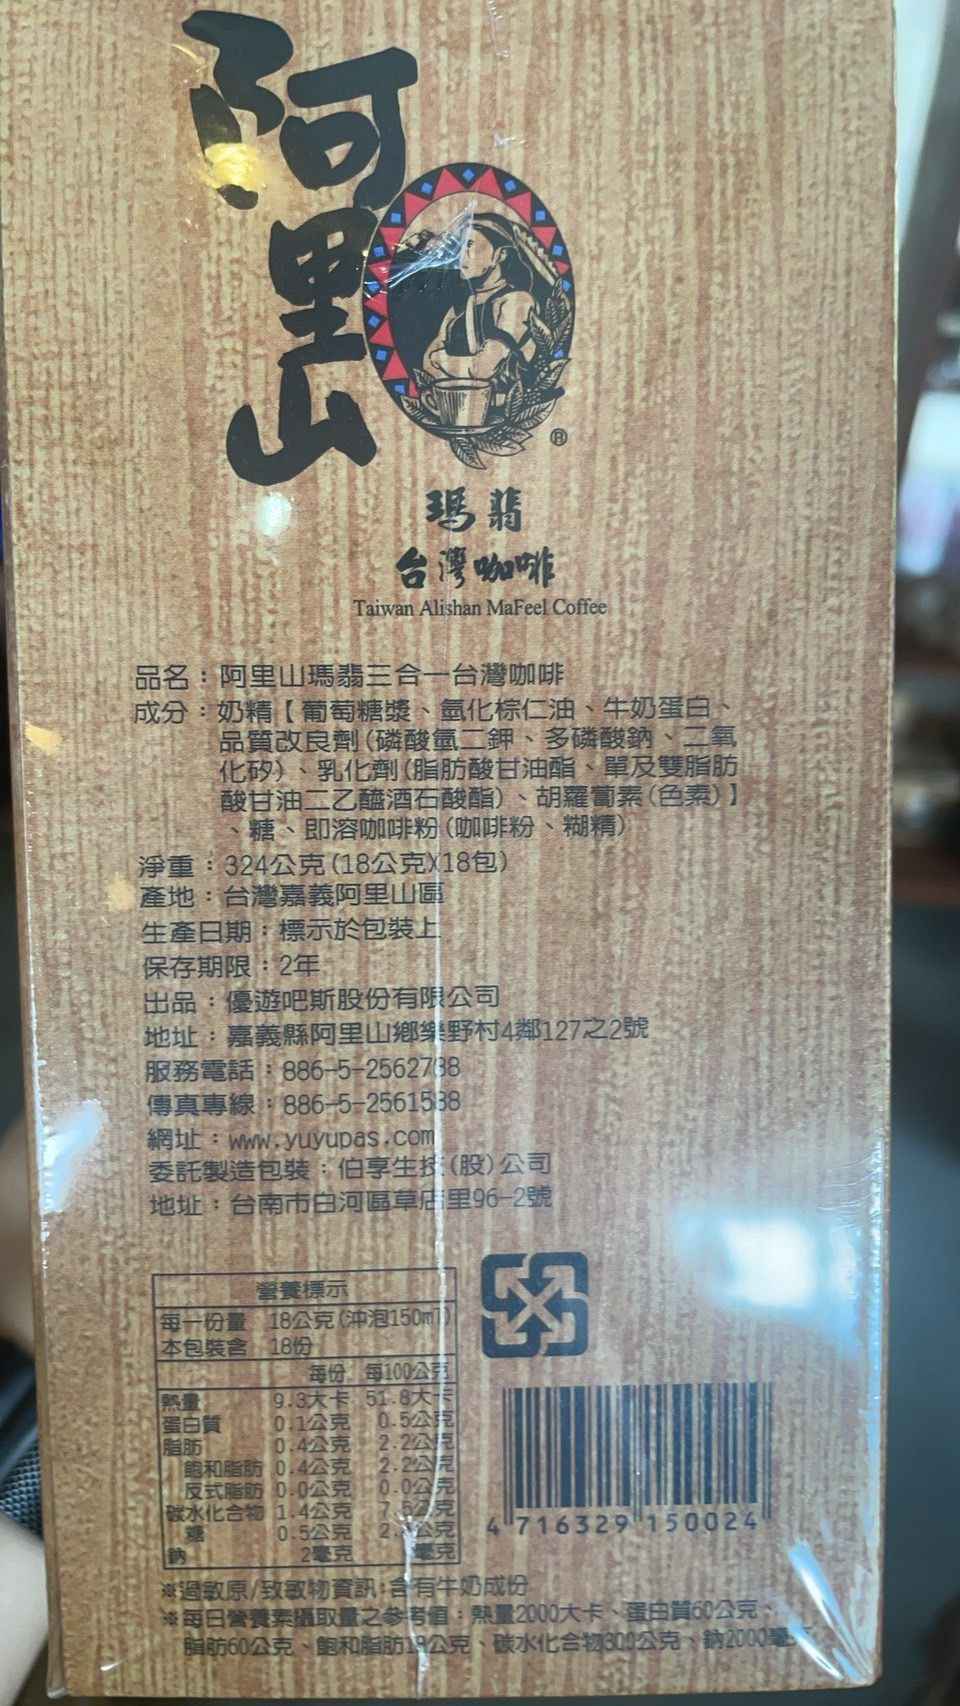 阿里山
®
瑪翡
台灣咖啡
Taiwan Alishan MaFeel Coffee
品名：阿里山瑪翡三合一台灣咖啡
成分：奶精【葡萄糖漿、氫化棕仁油、牛奶蛋白、
品質改良劑(磷酸氫二鉀、多磷酸鈉、二氧
化矽)、乳化劑(脂肪酸甘油酯、單及雙脂肪
酸甘油二乙醯酒石酸酯)、胡蘿蔔素(色素)】
、糖、即溶咖啡粉(咖啡粉、糊精)
淨重：324公克(18公克X18包)
產地：台灣嘉義阿里山區
生產日期：標示於包裝上
保存期限：2年
出品：優遊吧斯股份有限公司
地址：嘉義縣阿里山鄉樂野村4鄰127之2號
服務電話：886-5-2562788
傳真專線：886-5-2561588
網址：www.yuyupas.com
委託製造包裝：伯享生技(股)公司
地址：台南市白河區草店里96-2號
營養標示
每一份量 18公克(沖泡150ml)
本包裝含 18份
每份 每100公克
熱量 9.3大卡 51.8大卡
蛋白質 0.1公克 0.5公克
脂肪 0.4公克 2.2公克
飽和脂肪 0.4公克 2.2公克
反式脂肪 0.0公克 0.0公克
碳水化合物 1.4公克 7.5公克
糖 0.5公克 公克
鈉 2毫克 毫克
4 716329 150024
※過敏原/致敏物資訊:含有牛奶成份
※每日營養素攝取量之參考值：熱量2000大卡、蛋白質60公克、
脂肪60公克、飽和脂肪18公克、碳水化合物300公克、鈉2000毫克